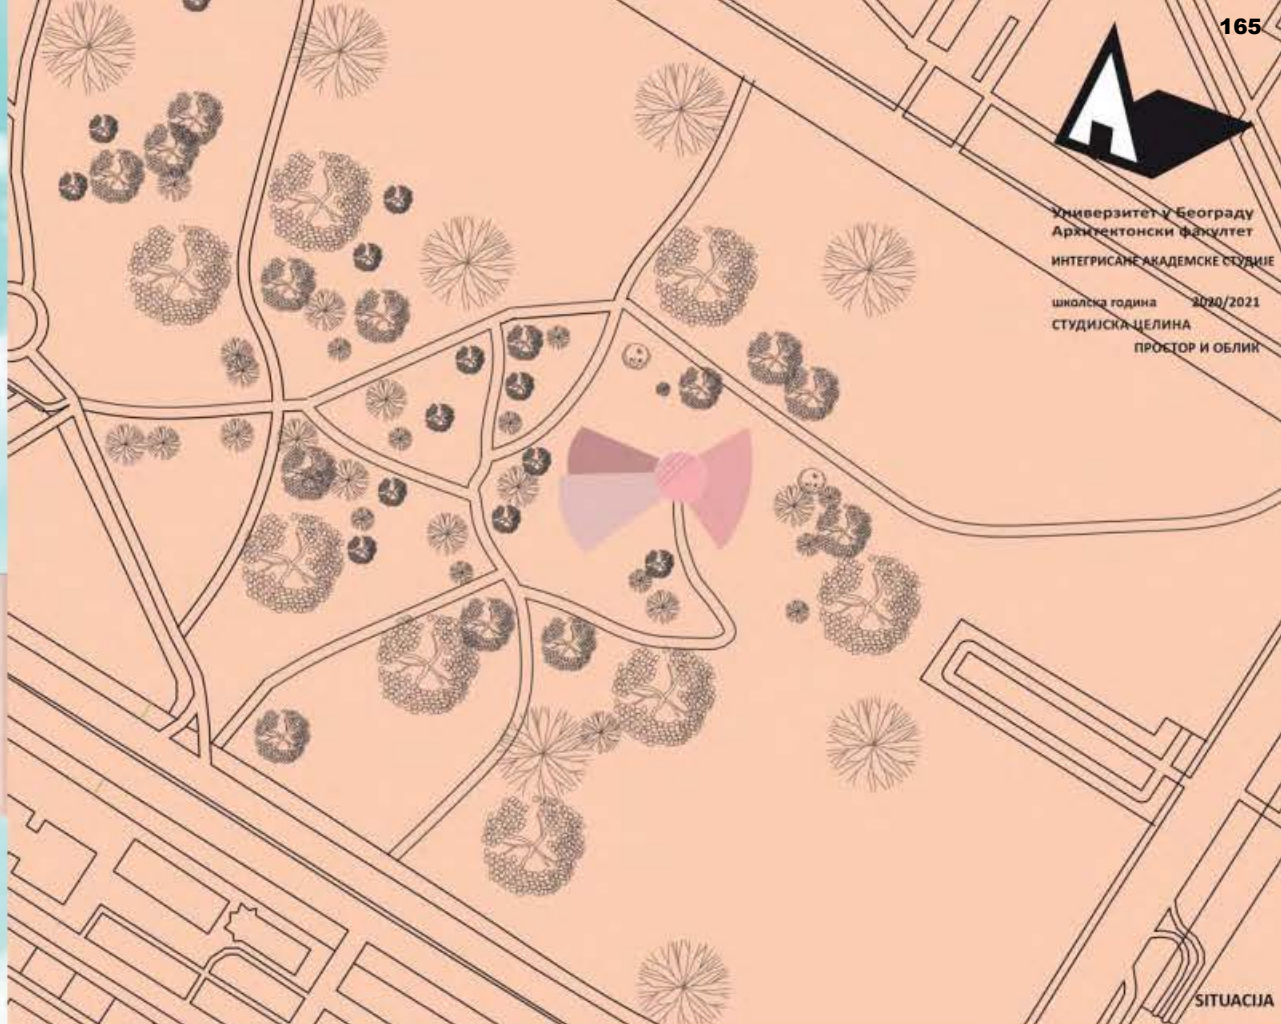 165
Универзитет у Београду
Архитектонски факултет
ИНТЕГРИСАНЕ АКАДЕМСКЕ СТУДИЈЕ
школска година 2020/2021
СТУДИЈСКА ЦЕЛИНА
ПРОСТОР И ОБЛИК
SITUACIJA